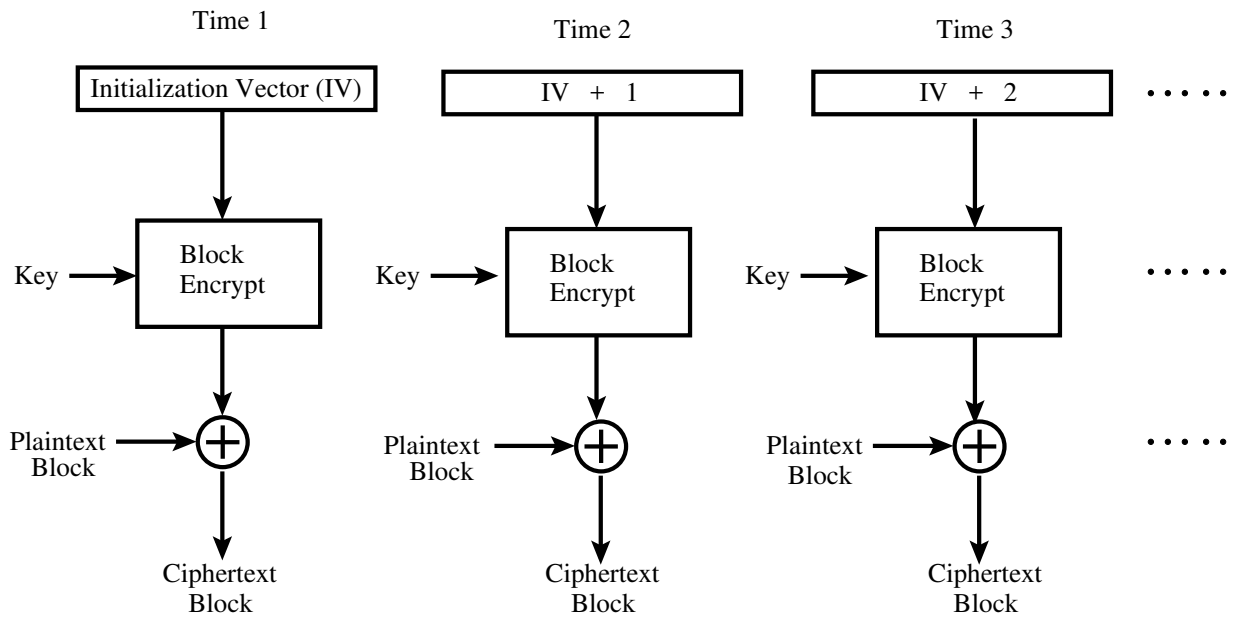 Time 1
Time 2
Time 3
Initialization Vector (IV)
IV + 1
IV + 2
Key
Block
Encrypt
Key
Block
Encrypt
Key
Block
Encrypt
Plaintext
Block
Plaintext
Block
Plaintext
Block
Ciphertext
Block
Ciphertext
Block
Ciphertext
Block